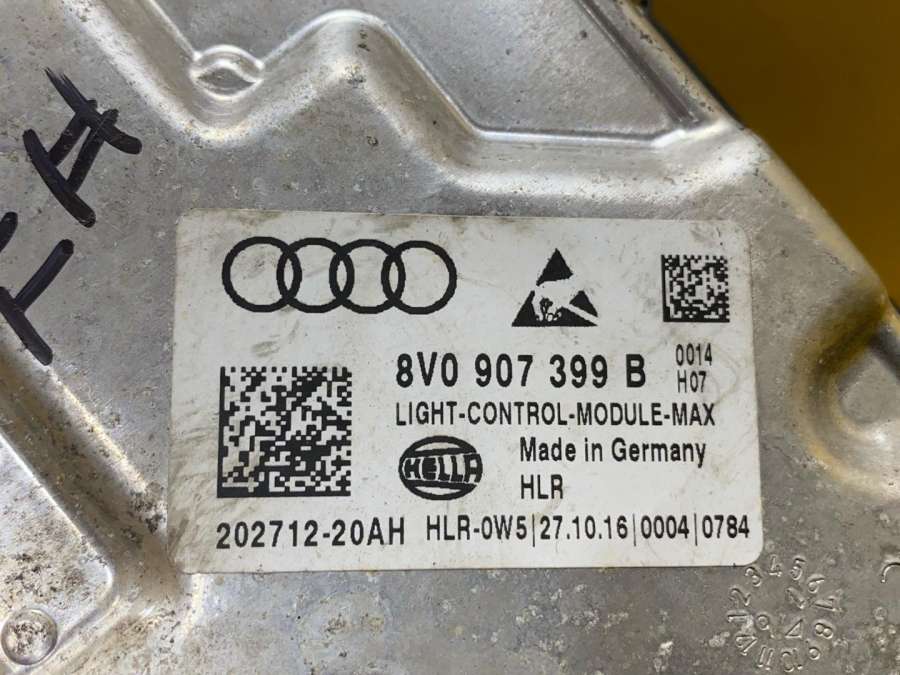 8V0 907 399 B
0014
H07
LIGHT-CONTROL-MODULE-MAX
HELLA
Made in Germany
HLR
202712-20AH HLR-0W5|27.10.16|0004|0784